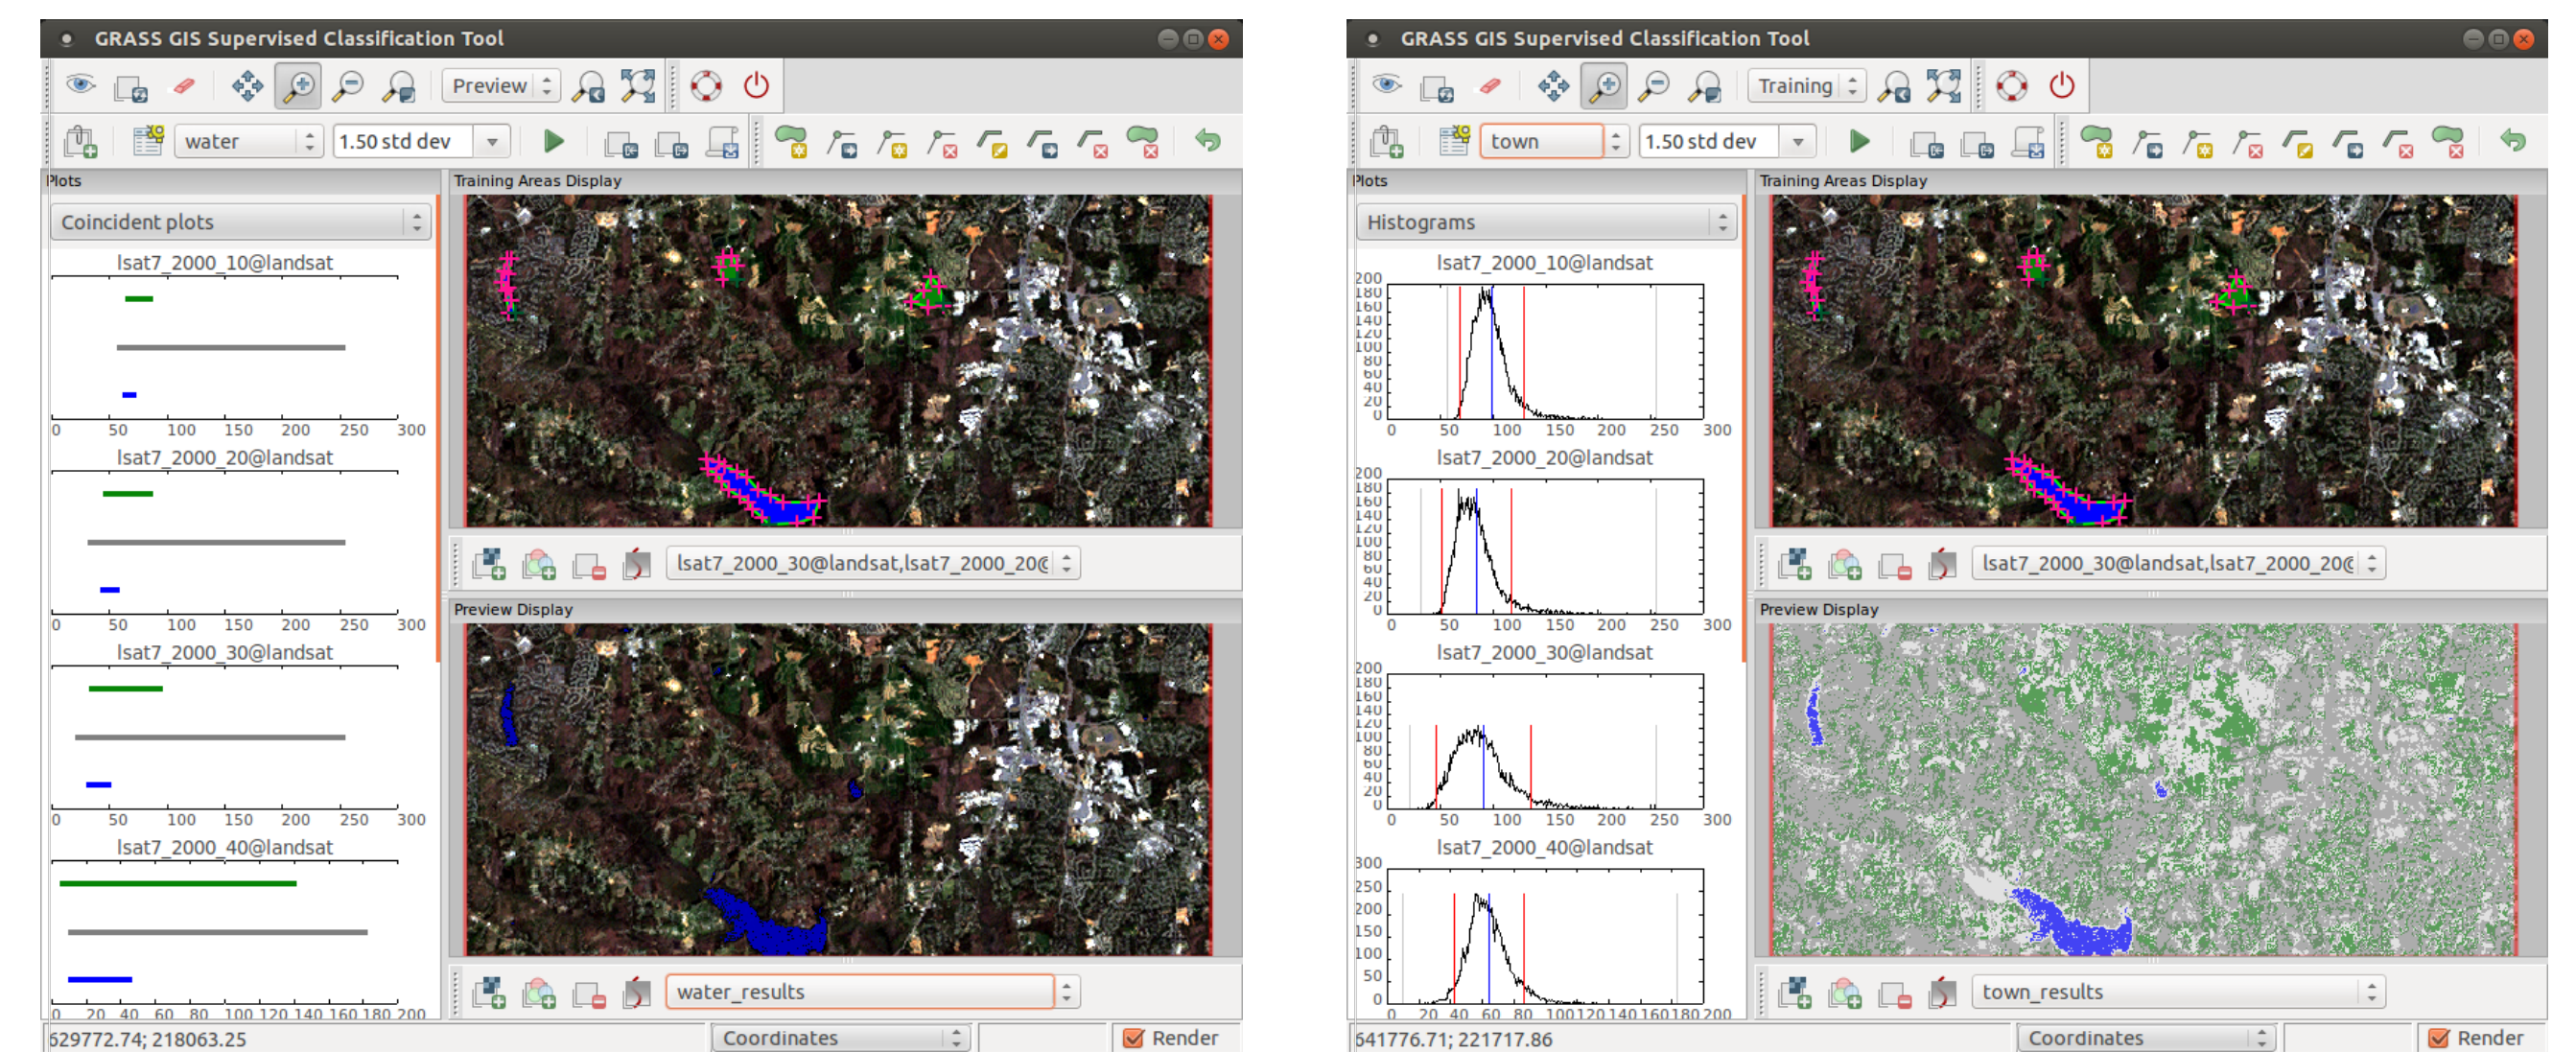 GRASS GIS Supervised Classification Tool
Preview
water 1.50 std dev
Plots
Coincident plots
lsat7_2000_10@landsat
0 50 100 150 200 250 300
lsat7_2000_20@landsat
0 50 100 150 200 250 300
lsat7_2000_30@landsat
0 50 100 150 200 250 300
lsat7_2000_40@landsat
0 20 40 60 80 100 120 140 160 180 200
Training Areas Display
lsat7_2000_30@landsat,lsat7_2000_20@
Preview Display
water_results
629772.74; 218063.25
Coordinates
Render
GRASS GIS Supervised Classification Tool
Training
town 1.50 std dev
Plots
Histograms
lsat7_2000_10@landsat
200
180
160
140
120
100
80
60
40
20
0
0 50 100 150 200 250 300
lsat7_2000_20@landsat
200
180
160
140
120
100
80
60
40
20
0
0 50 100 150 200 250 300
lsat7_2000_30@landsat
200
180
160
140
120
100
80
60
40
20
0
0 50 100 150 200 250 300
lsat7_2000_40@landsat
300
250
200
150
100
50
0
0 20 40 60 80 100 120 140 160 180 200
Training Areas Display
lsat7_2000_30@landsat,lsat7_2000_20@
Preview Display
town_results
641776.71; 221717.86
Coordinates
Render